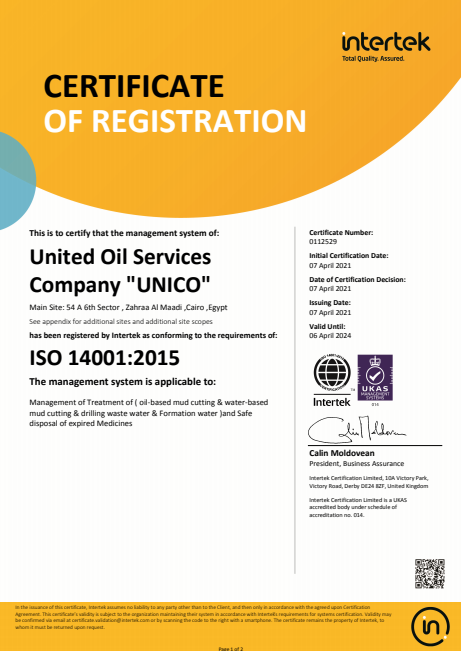 intertek
Total Quality. Assured.
CERTIFICATE
OF REGISTRATION
This is to certify that the management system of:
United Oil Services
Company "UNICO"
Main Site: 54 A 6th Sector , Zahraa Al Maadi ,Cairo ,Egypt
See appendix for additional sites and additional site scopes
has been registered by Intertek as conforming to the requirements of:
ISO 14001:2015
The management system is applicable to:
Management of Treatment of ( oil-based mud cutting & water-based
mud cutting & drilling waste water & Formation water )and Safe
disposal of expired Medicines
Certificate Number:
0112529
Initial Certification Date:
07 April 2021
Date of Certification Decision:
07 April 2021
Issuing Date:
07 April 2021
Valid Until:
06 April 2024
Intertek
UKAS
MANAGEMENT
SYSTEMS
014
Calin Moldovean
President, Business Assurance
Intertek Certification Limited, 10A Victory Park,
Victory Road, Derby DE24 8ZF, United Kingdom
Intertek Certification Limited is a UKAS
accredited body under schedule of
accreditation no. 014.
In the issuance of this certificate, Intertek assumes no liability to any party other than to the Client, and then only in accordance with the agreed upon Certification
Agreement. This certificate's validity is subject to the organization maintaining their system in accordance with Intertek's requirements for systems certification. Validity may
be confirmed via email at certificate.validation@intertek.com or by scanning the code to the right with a smartphone. The certificate remains the property of Intertek, to
whom it must be returned upon request.
in
Page 1 of 2